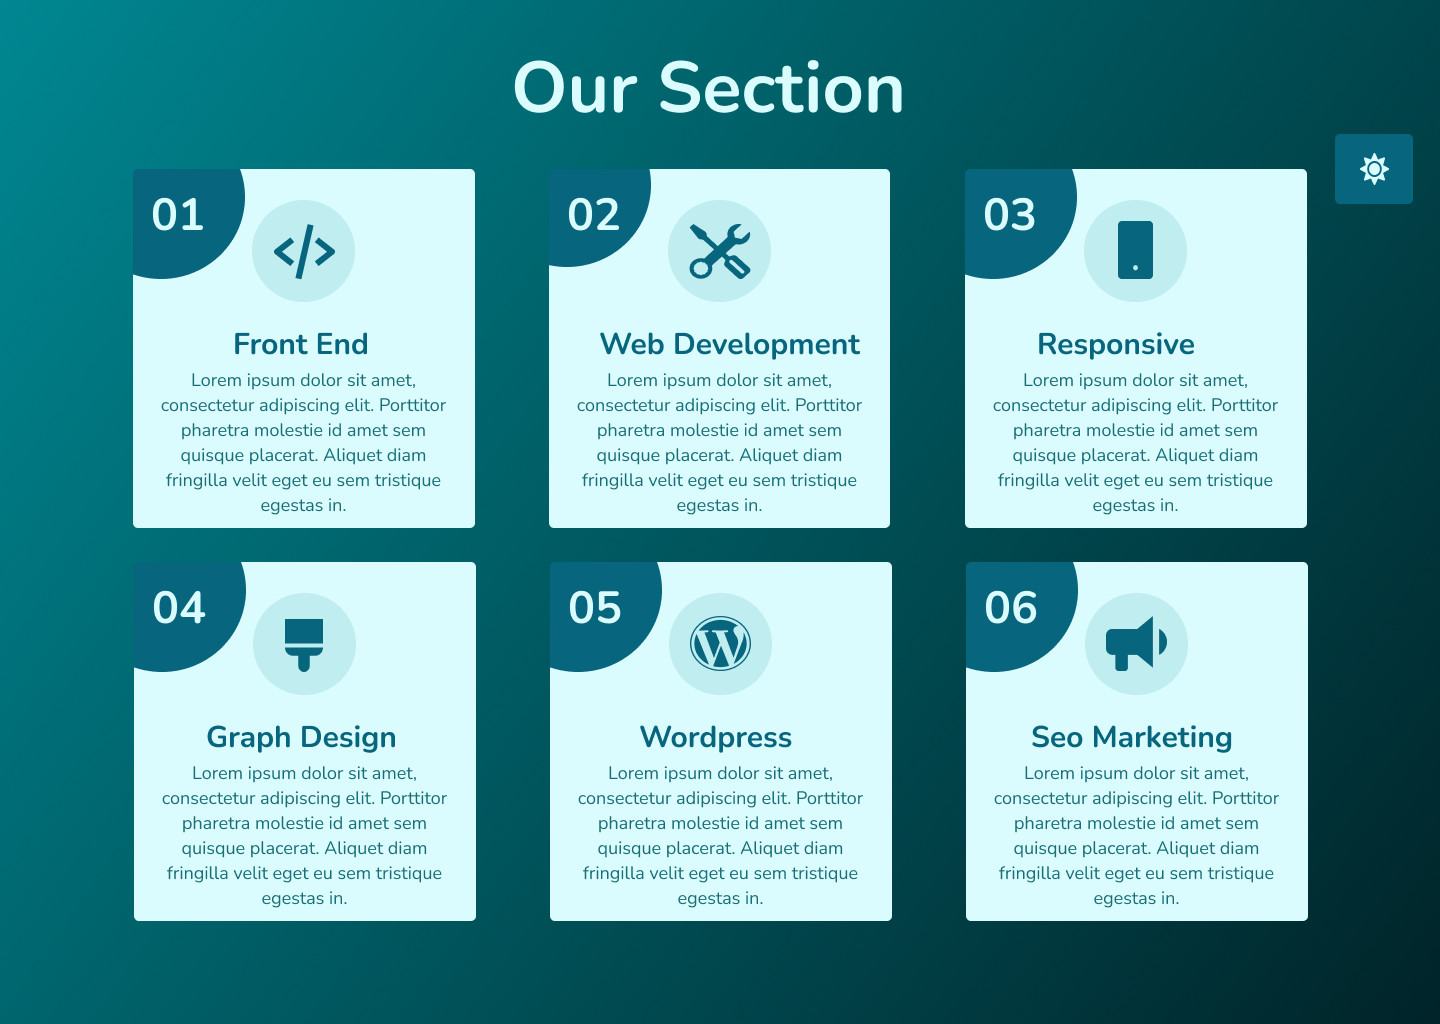 Our Section
01
Front End
Lorem ipsum dolor sit amet,
consectetur adipiscing elit. Porttitor
pharetra molestie id amet sem
quisque placerat. Aliquet diam
fringilla velit eget eu sem tristique
egestas in.
02
Web Development
Lorem ipsum dolor sit amet,
consectetur adipiscing elit. Porttitor
pharetra molestie id amet sem
quisque placerat. Aliquet diam
fringilla velit eget eu sem tristique
egestas in.
03
Responsive
Lorem ipsum dolor sit amet,
consectetur adipiscing elit. Porttitor
pharetra molestie id amet sem
quisque placerat. Aliquet diam
fringilla velit eget eu sem tristique
egestas in.
04
Graph Design
Lorem ipsum dolor sit amet,
consectetur adipiscing elit. Porttitor
pharetra molestie id amet sem
quisque placerat. Aliquet diam
fringilla velit eget eu sem tristique
egestas in.
05
Wordpress
Lorem ipsum dolor sit amet,
consectetur adipiscing elit. Porttitor
pharetra molestie id amet sem
quisque placerat. Aliquet diam
fringilla velit eget eu sem tristique
egestas in.
06
Seo Marketing
Lorem ipsum dolor sit amet,
consectetur adipiscing elit. Porttitor
pharetra molestie id amet sem
quisque placerat. Aliquet diam
fringilla velit eget eu sem tristique
egestas in.